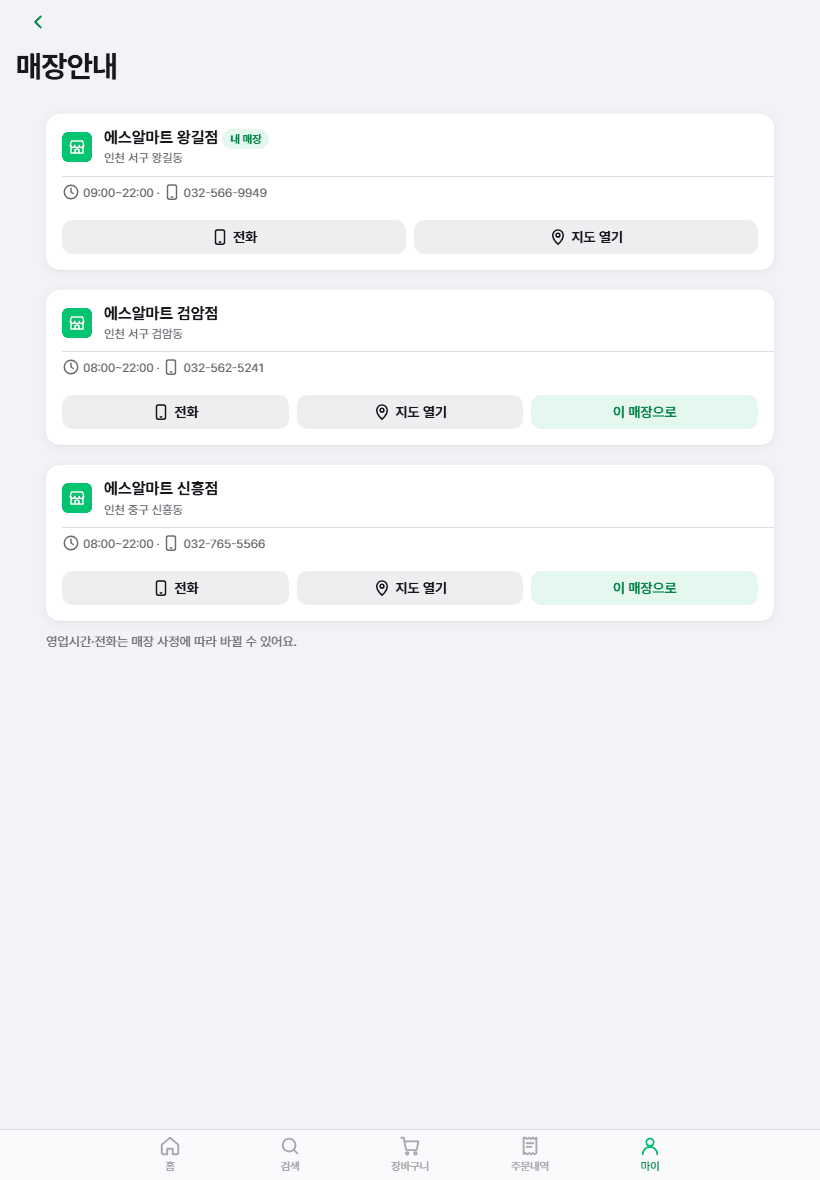 매장안내
에스알마트 왕길점 내 매장
인천 서구 왕길동
09:00~22:00 · 032-566-9949
전화 지도 열기
에스알마트 검암점
인천 서구 검암동
08:00~22:00 · 032-562-5241
전화 지도 열기 이 매장으로
에스알마트 신흥점
인천 중구 신흥동
08:00~22:00 · 032-765-5566
전화 지도 열기 이 매장으로
영업시간·전화는 매장 사정에 따라 바뀔 수 있어요.
홈 검색 장바구니 주문내역 마이